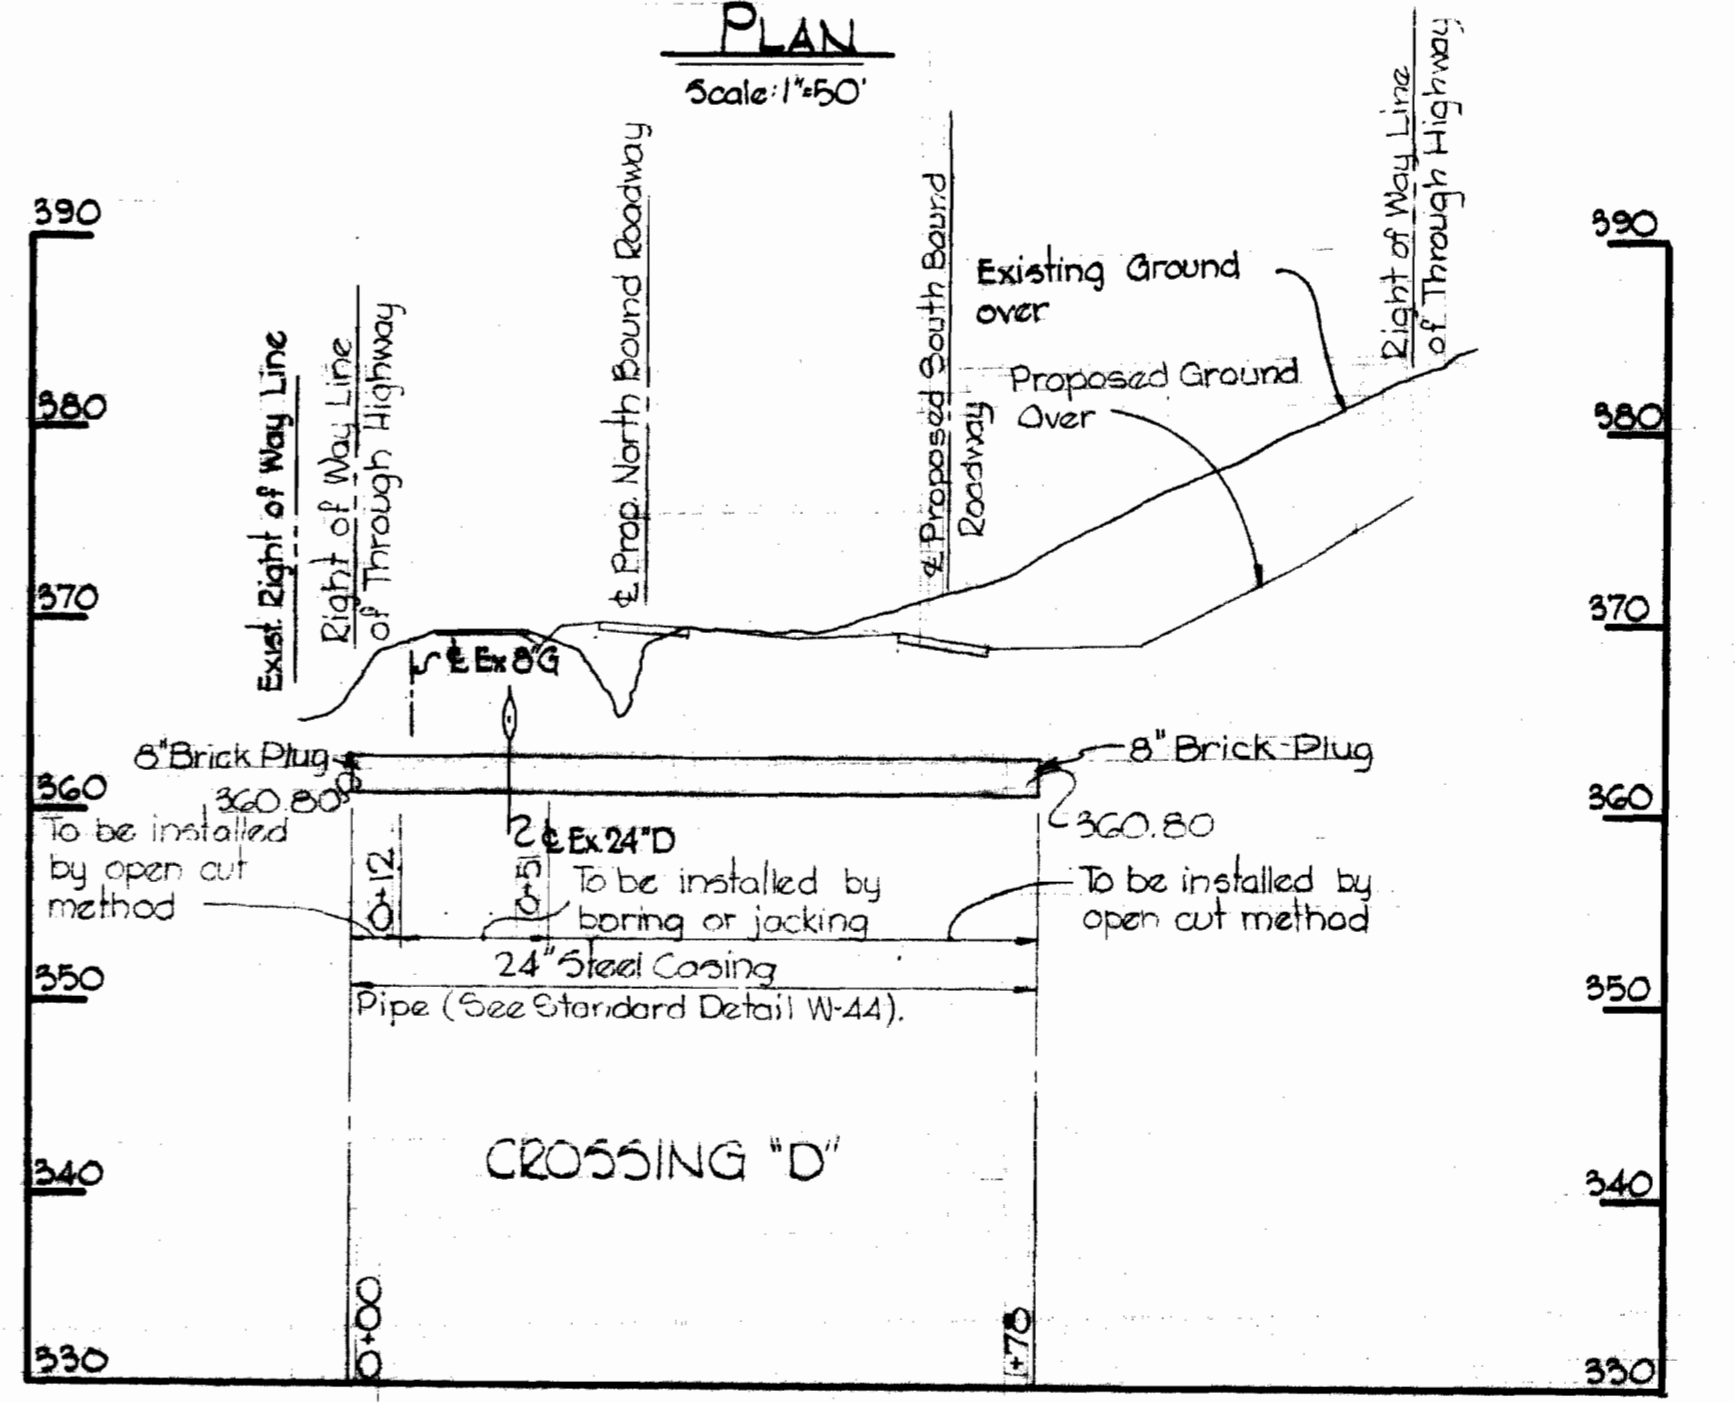 PLAN
Scale: 1"=50'
390
380
370
360
350
340
330
Exist. Right of Way Line
Right of Way Line
of Through Highway
℄ Prop. North Bound Roadway
℄ Proposed South Bound
Roadway
Existing Ground
over
Proposed Ground
Over
Right of Way Line
of Through Highway
390
380
370
360
350
340
330
℄ Ex 8"G
8" Brick Plug
360.80
8" Brick Plug
360.80
To be installed
by open cut
method
0+12
0+51
℄ Ex. 24"D
To be installed by
boring or jacking
To be installed by
open cut method
24" Steel Casing
Pipe (See Standard Detail W-44).
CROSSING "D"
0+00
1+78